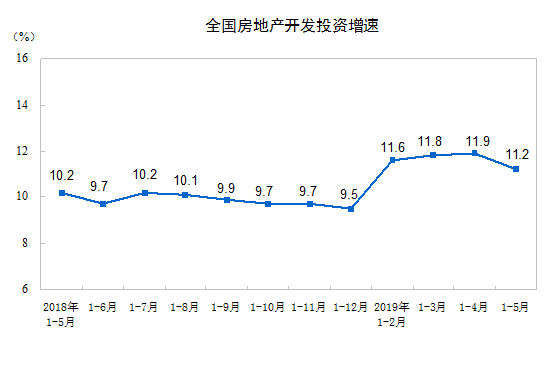 全国房地产开发投资增速
(%)
16
14
12
10
8
6
10.2
9.7
10.2
10.1
9.9
9.7
9.7
9.5
11.6
11.8
11.9
11.2
2018年
1-5月
1-6月
1-7月
1-8月
1-9月
1-10月
1-11月
1-12月
2019年
1-2月
1-3月
1-4月
1-5月